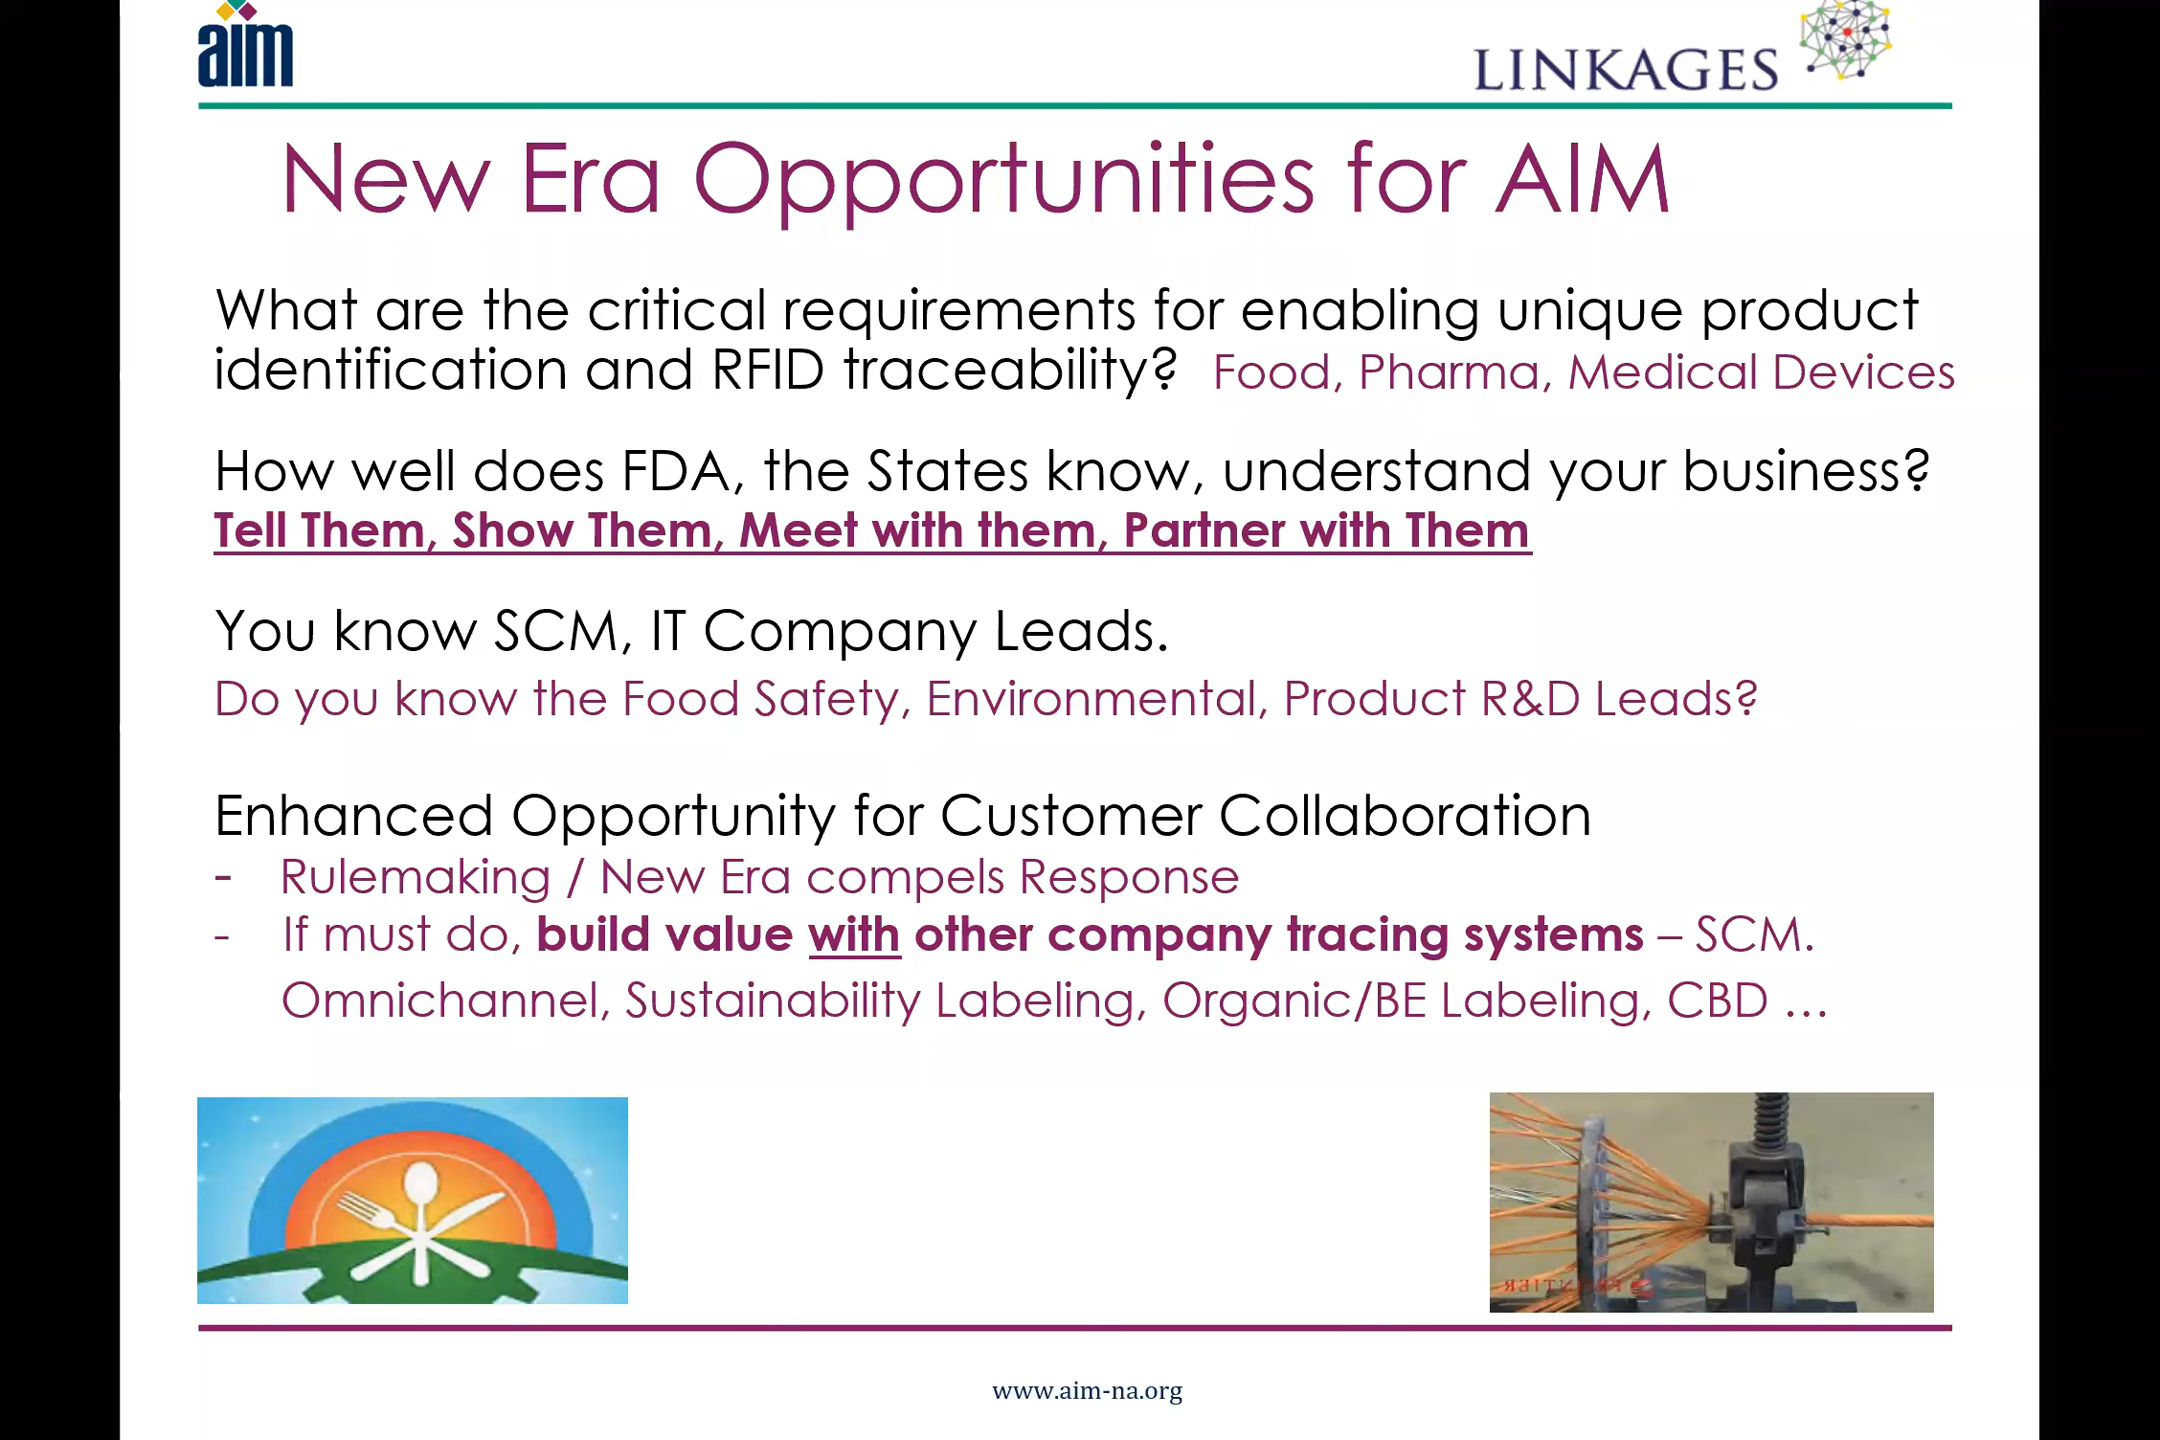 aim
LINKAGES
New Era Opportunities for AIM
What are the critical requirements for enabling unique product
identification and RFID traceability? Food, Pharma, Medical Devices
How well does FDA, the States know, understand your business?
Tell Them, Show Them, Meet with them, Partner with Them
You know SCM, IT Company Leads.
Do you know the Food Safety, Environmental, Product R&D Leads?
Enhanced Opportunity for Customer Collaboration
- Rulemaking / New Era compels Response
- If must do, build value with other company tracing systems – SCM.
Omnichannel, Sustainability Labeling, Organic/BE Labeling, CBD ...
www.aim-na.org